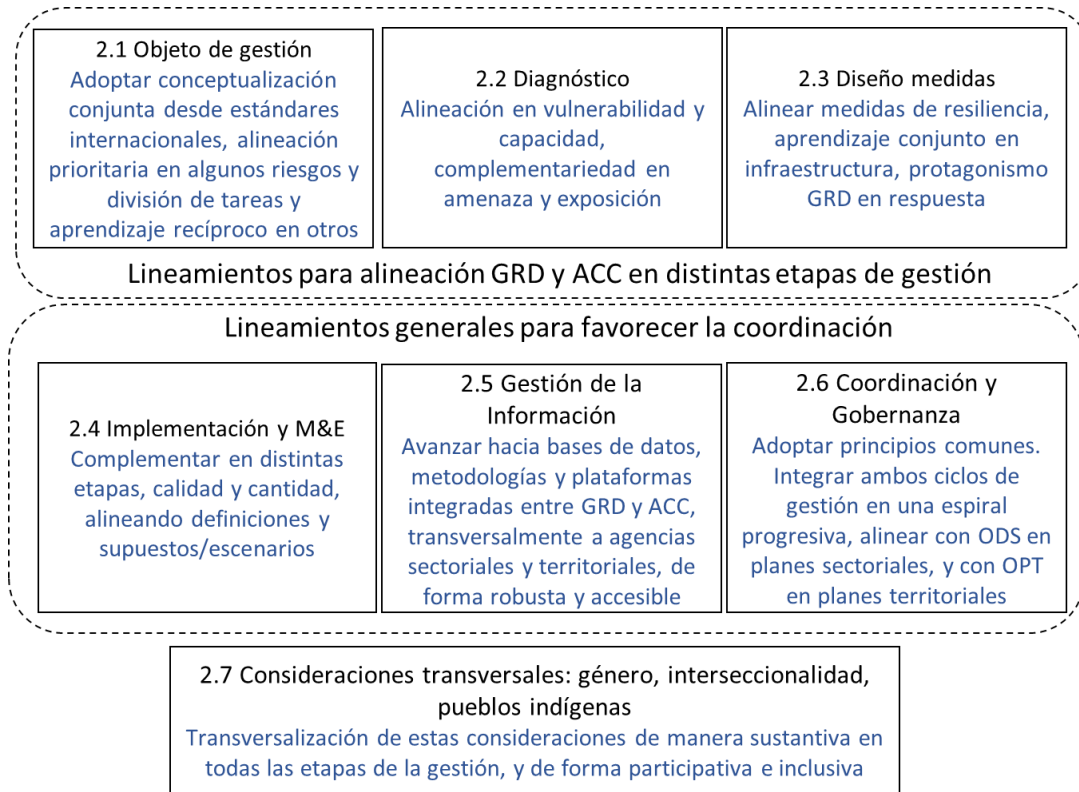 2.1 Objeto de gestión
Adoptar conceptualización
conjunta desde estándares
internacionales, alineación
prioritaria en algunos riesgos y
división de tareas y
aprendizaje recíproco en otros
2.2 Diagnóstico
Alineación en vulnerabilidad y
capacidad,
complementariedad en
amenaza y exposición
2.3 Diseño medidas
Alinear medidas de resiliencia,
aprendizaje conjunto en
infraestructura, protagonismo
GRD en respuesta
Lineamientos para alineación GRD y ACC en distintas etapas de gestión
Lineamientos generales para favorecer la coordinación
2.4 Implementación y M&E
Complementar en distintas
etapas, calidad y cantidad,
alineando definiciones y
supuestos/escenarios
2.5 Gestión de la
Información
Avanzar hacia bases de datos,
metodologías y plataformas
integradas entre GRD y ACC,
transversalmente a agencias
sectoriales y territoriales, de
forma robusta y accesible
2.6 Coordinación y
Gobernanza
Adoptar principios comunes.
Integrar ambos ciclos de
gestión en una espiral
progresiva, alinear con ODS en
planes sectoriales, y con OPT
en planes territoriales
2.7 Consideraciones transversales: género, interseccionalidad,
pueblos indígenas
Transversalización de estas consideraciones de manera sustantiva en
todas las etapas de la gestión, y de forma participativa e inclusiva